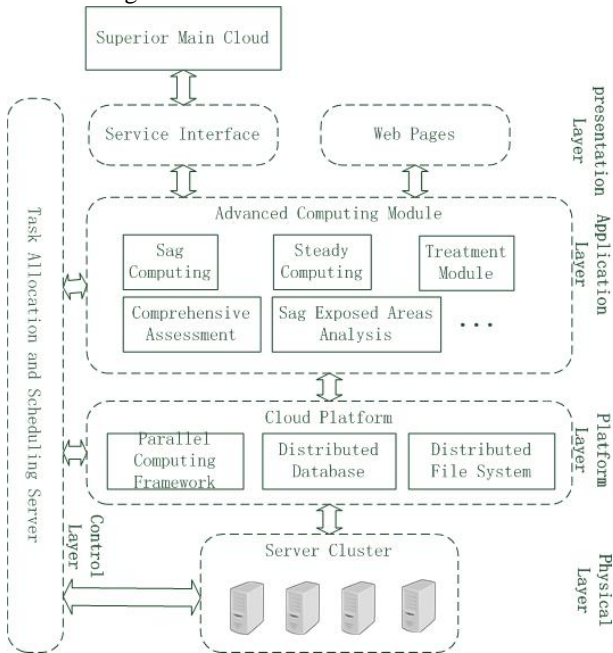 Superior Main Cloud
Service Interface
Web Pages
presentation
Layer
Advanced Computing Module
Sag
Computing
Steady
Computing
Treatment
Module
Comprehensive
Assessment
Sag Exposed Areas
Analysis
...
Application
Layer
Cloud Platform
Parallel
Computing
Framework
Distributed
Database
Distributed
File System
Platform
Layer
Task Allocation and Scheduling Server
Control
Layer
Server Cluster
Physical
Layer